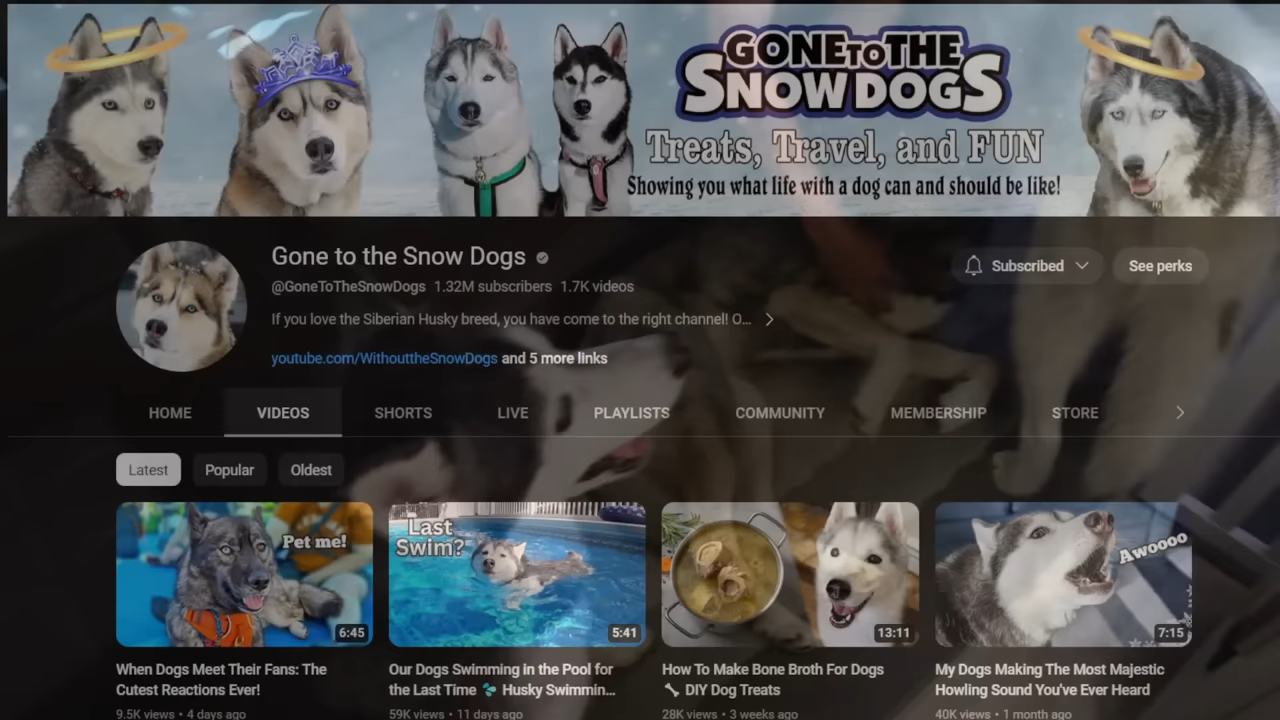 GONE TO THE
SNOW DOGS
Treats, Travel, and FUN
Showing you what life with a dog can and should be like!
Gone to the Snow Dogs
@GoneToTheSnowDogs 1.32M subscribers 1.7K videos
If you love the Siberian Husky breed, you have come to the right channel! O...
youtube.com/WithouttheSnowDogs and 5 more links
Subscribed
See perks
HOME VIDEOS SHORTS LIVE PLAYLISTS COMMUNITY MEMBERSHIP STORE
Latest Popular Oldest
Pet me!
6:45
Last
Swim?
5:41
13:11
Awoooo
7:15
When Dogs Meet Their Fans: The
Cutest Reactions Ever!
9.5K views • 4 days ago
Our Dogs Swimming in the Pool for
the Last Time 💦 Husky Swimmin...
59K views • 11 days ago
How To Make Bone Broth For Dogs
🦴 DIY Dog Treats
28K views • 3 weeks ago
My Dogs Making The Most Majestic
Howling Sound You've Ever Heard
40K views • 1 month ago